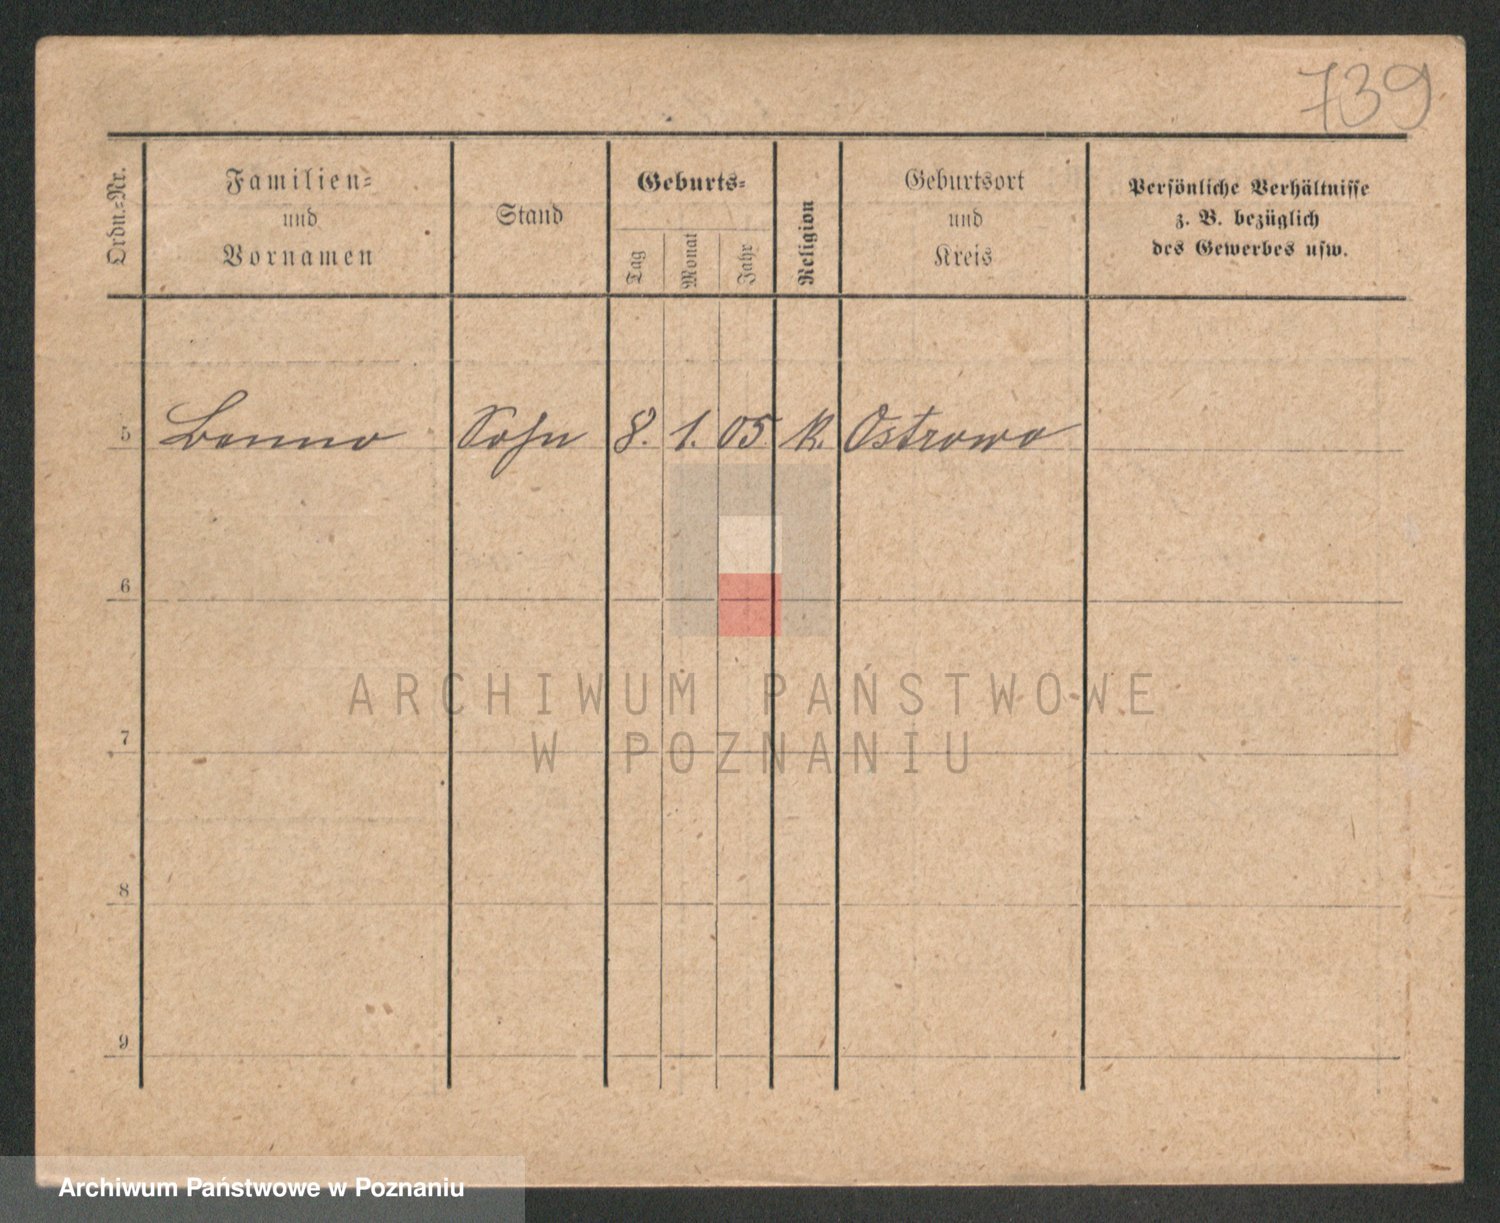 739
Ordn.-Nr.
Familien-
und
Vornamen
Stand
Geburts-
Tag
Monat
Jahr
Religion
Geburtsort
und
Kreis
Persönliche Verhältnisse
z. B. bezüglich
des Gewerbes usw.
5 Benno Sohn 8. 1. 05 k. Ostrowo
6
7
8
9
ARCHIWUM PAŃSTWOWE
W POZNANIU
Archiwum Państwowe w Poznaniu